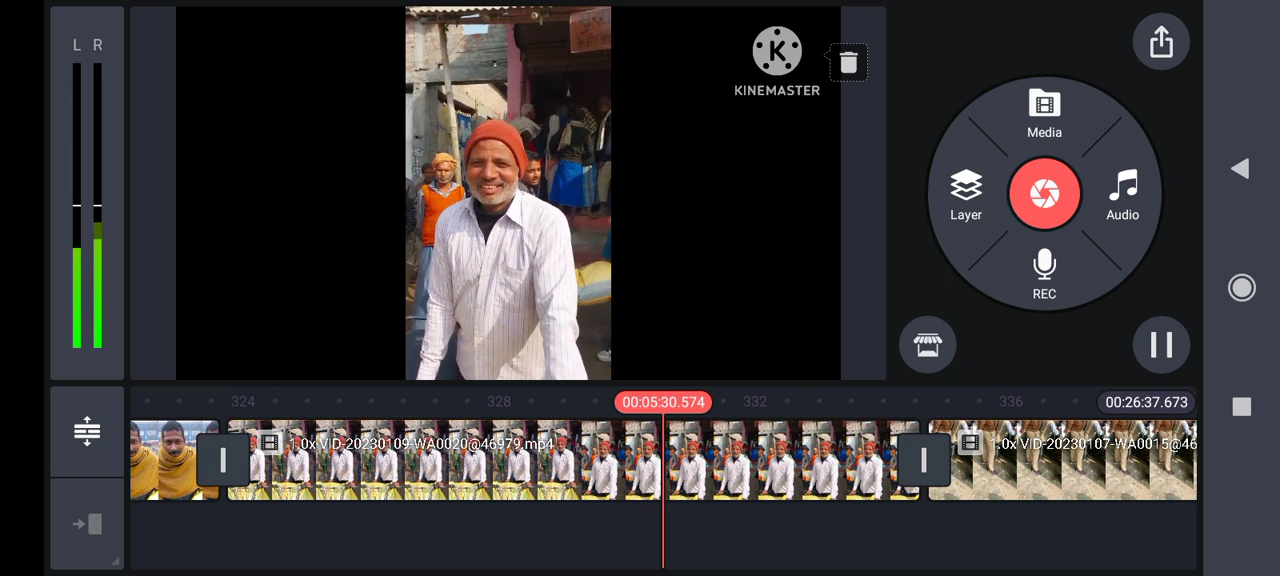 L R
KINEMASTER
Media
Layer
Audio
REC
324
328
00:05:30.574
332
336
00:26:37.673
1.0x VID-20230109-WA0020@46979.mp4
1.0x VID-20230107-WA0015@46